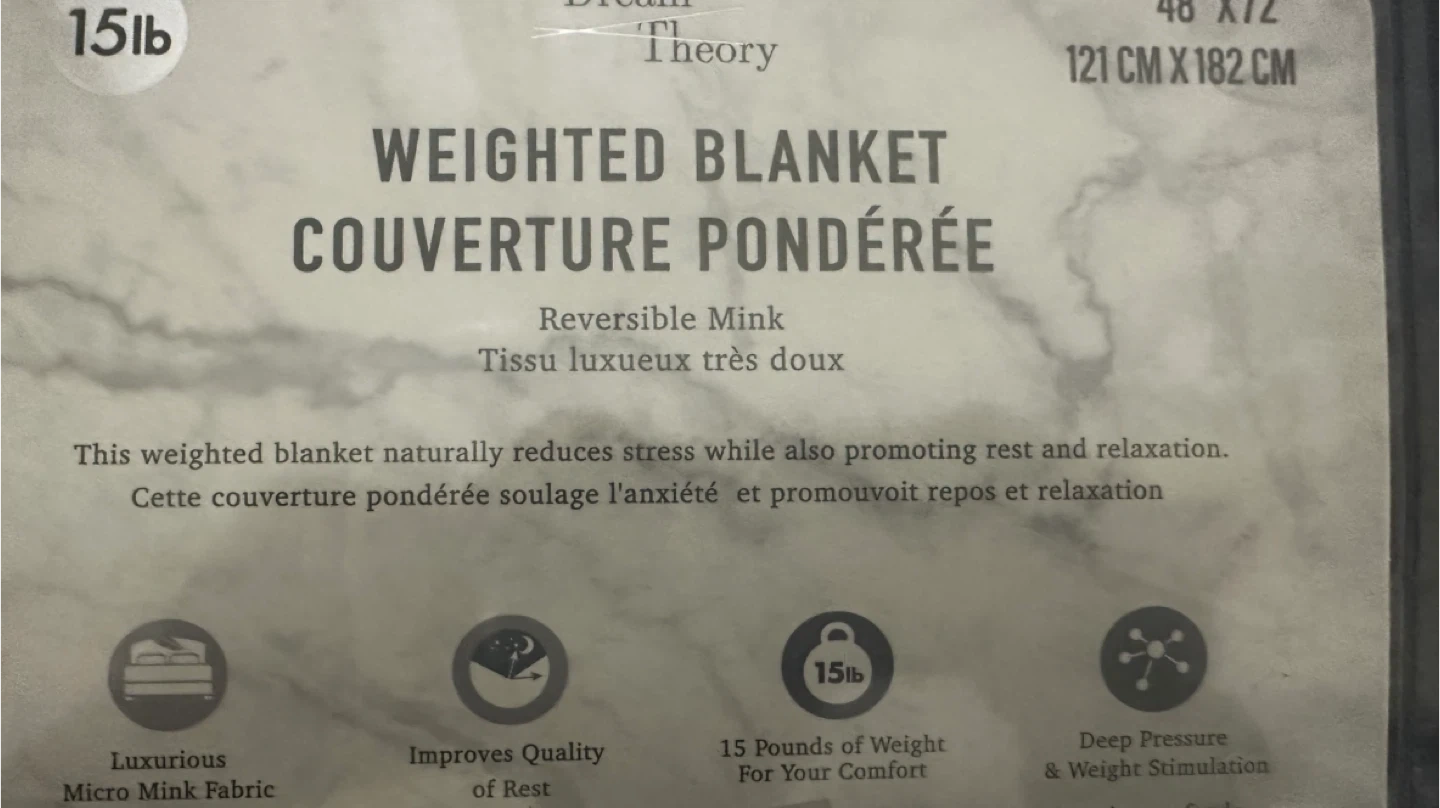 15lb
Dream
Theory
48" X72"
121 CM X 182 CM
WEIGHTED BLANKET
COUVERTURE PONDÉRÉE
Reversible Mink
Tissu luxueux très doux
This weighted blanket naturally reduces stress while also promoting rest and relaxation.
Cette couverture pondérée soulage l'anxiété et promouvoit repos et relaxation
15lb
Luxurious
Micro Mink Fabric
Improves Quality
of Rest
15 Pounds of Weight
For Your Comfort
Deep Pressure
& Weight Stimulation